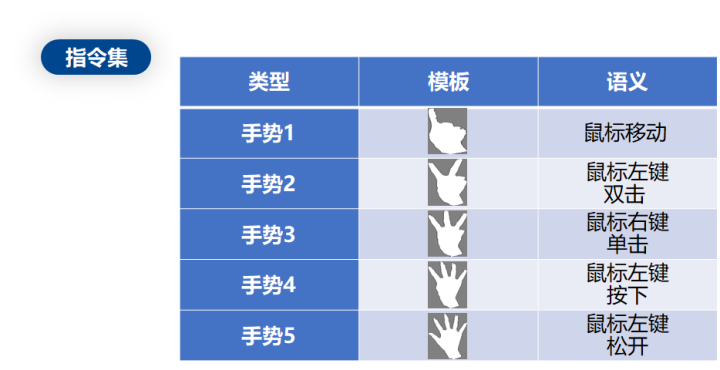 指令集
类型 模板 语义
手势1 鼠标移动
手势2 鼠标左键
双击
手势3 鼠标右键
单击
手势4 鼠标左键
按下
手势5 鼠标左键
松开